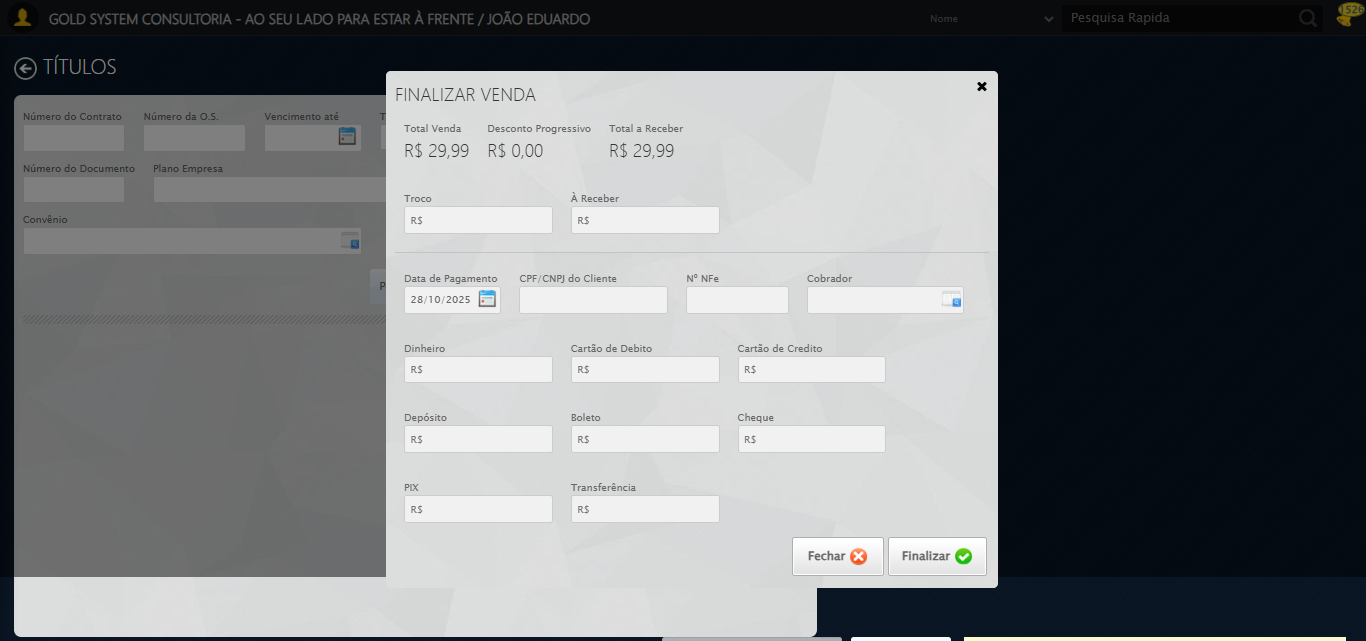 GOLD SYSTEM CONSULTORIA - AO SEU LADO PARA ESTAR À FRENTE / JOÃO EDUARDO
Nome
Pesquisa Rapida
1526
TÍTULOS
Número do Contrato Número da O.S. Vencimento até T
Número do Documento Plano Empresa
Convênio
P
FINALIZAR VENDA
Total Venda Desconto Progressivo Total a Receber
R$ 29,99 R$ 0,00 R$ 29,99
Troco À Receber
R$ R$
Data de Pagamento CPF/CNPJ do Cliente Nº NFe Cobrador
28/10/2025
Dinheiro Cartão de Debito Cartão de Credito
R$ R$ R$
Depósito Boleto Cheque
R$ R$ R$
PIX Transferência
R$ R$
Fechar Finalizar